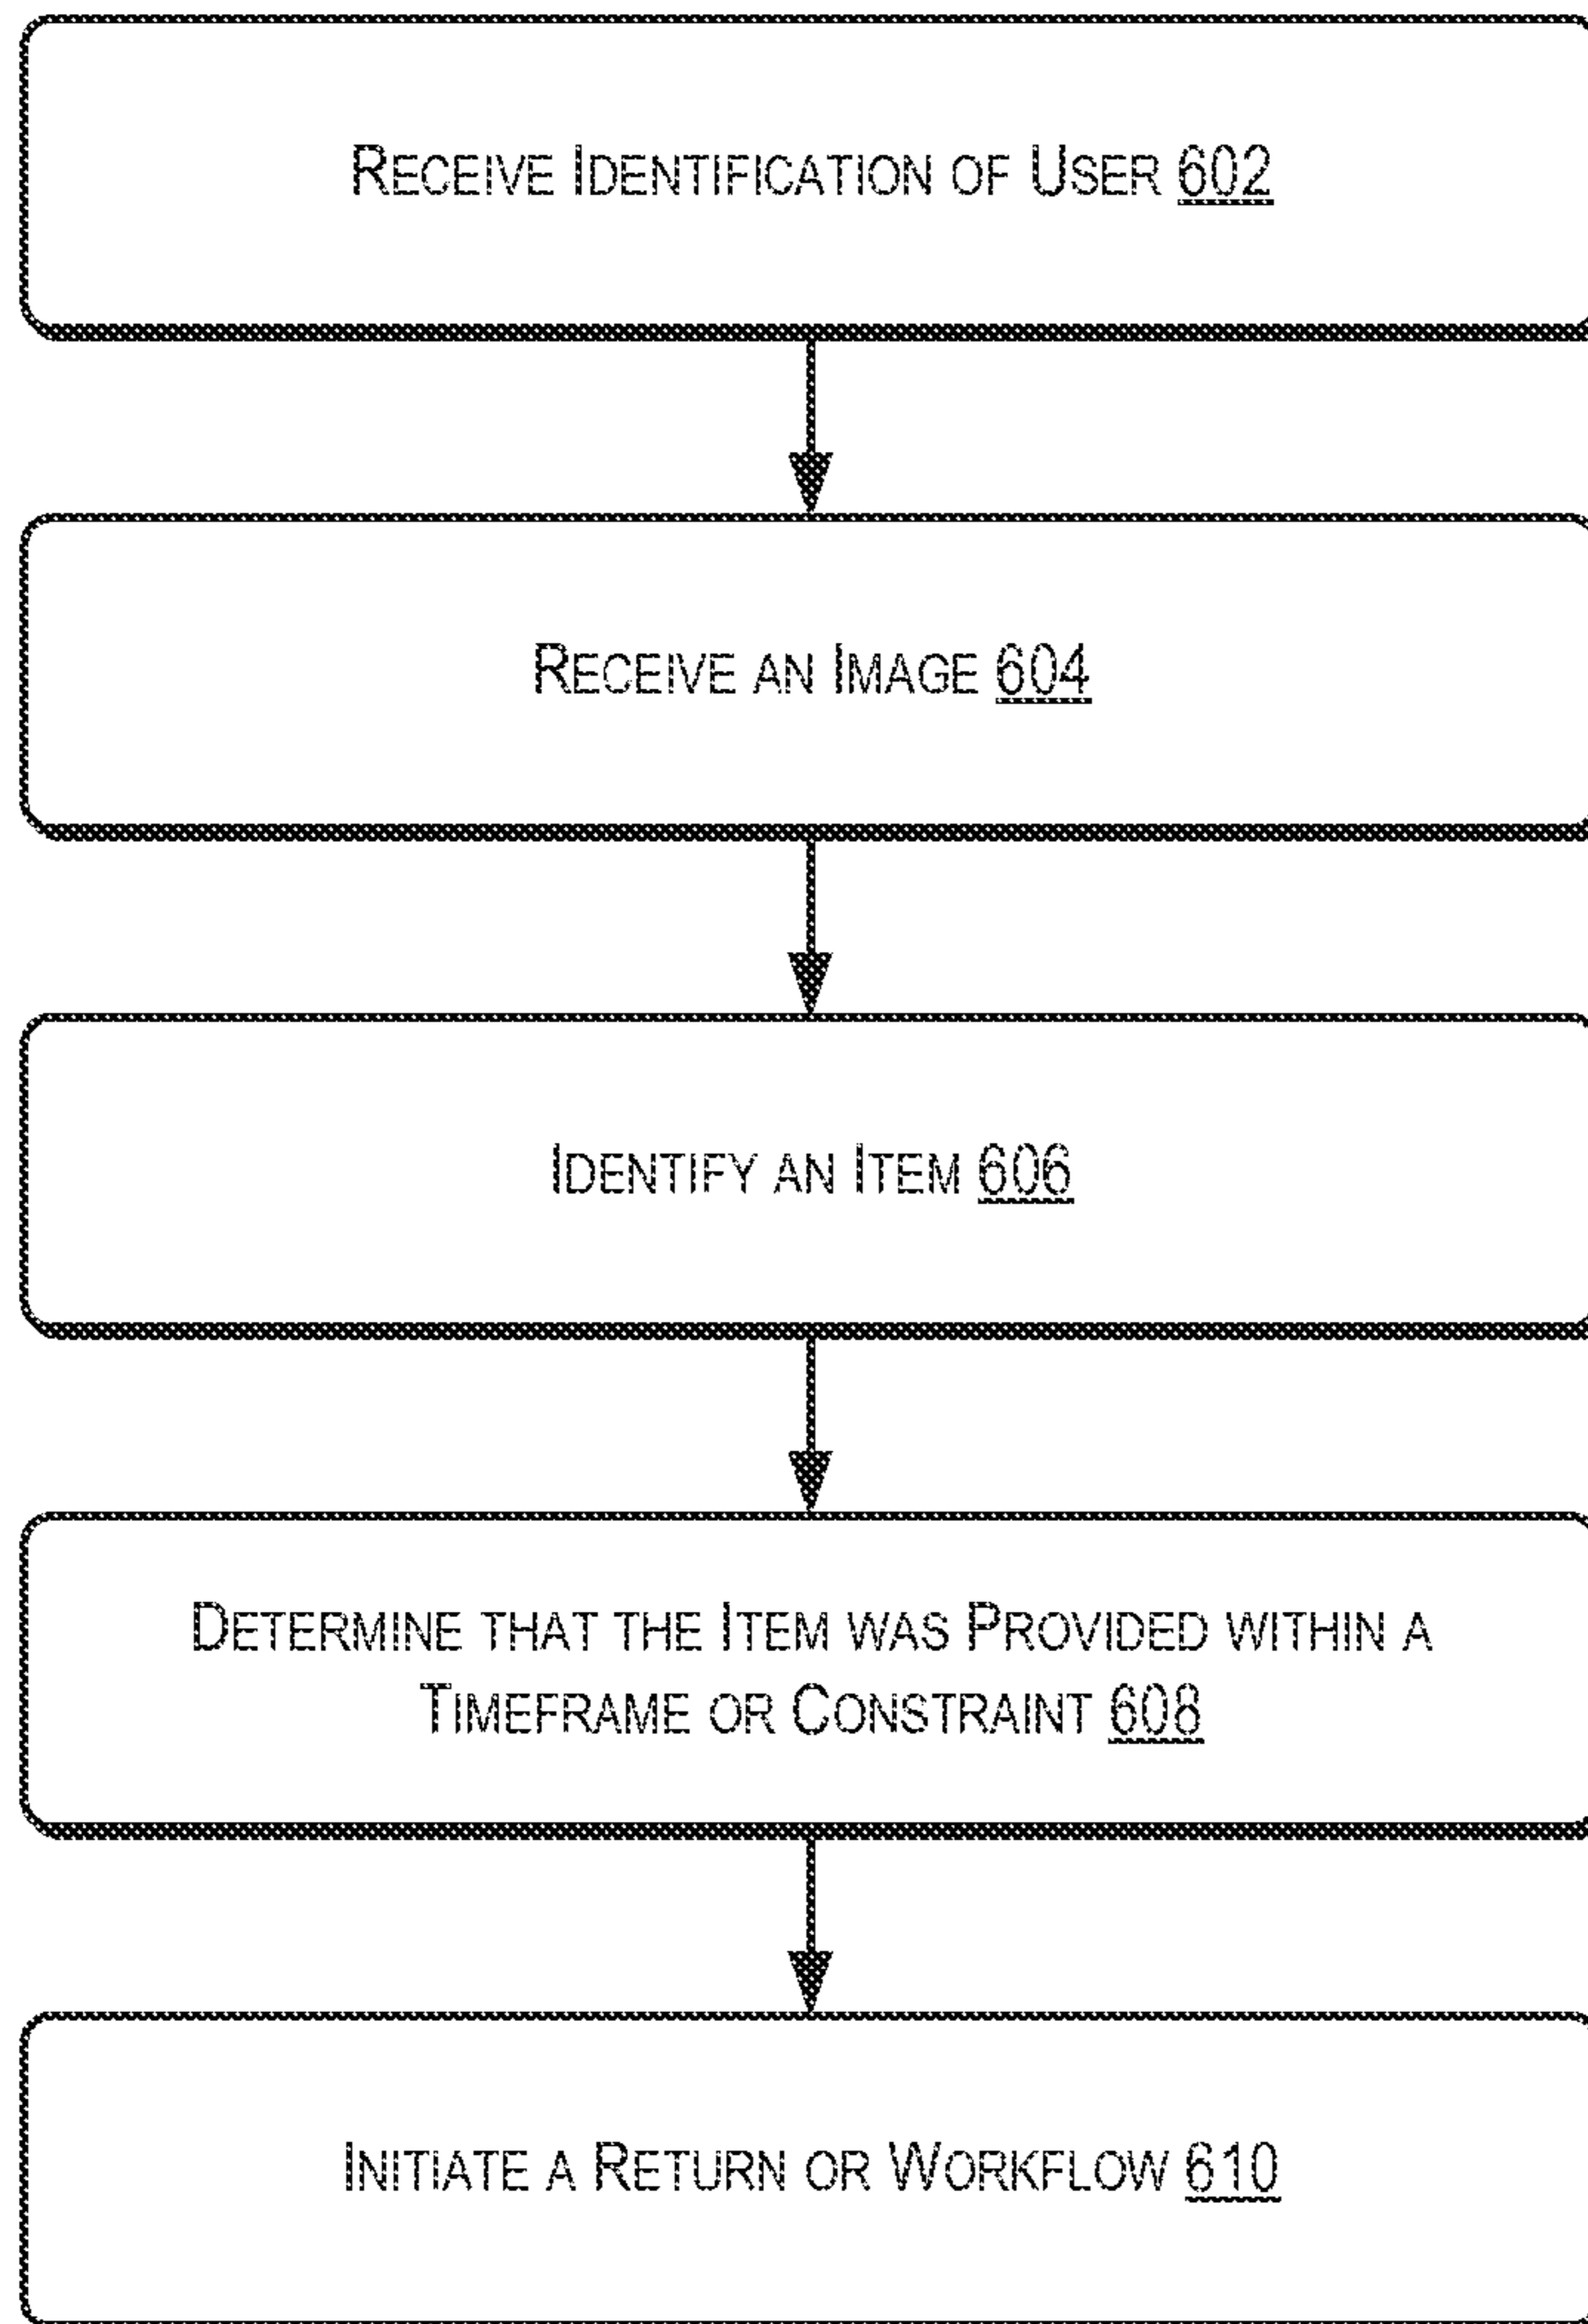 RECEIVE IDENTIFICATION OF USER 602
RECEIVE AN IMAGE 604
IDENTIFY AN ITEM 606
DETERMINE THAT THE ITEM WAS PROVIDED WITHIN A
TIMEFRAME OR CONSTRAINT 608
INITIATE A RETURN OR WORKFLOW 610